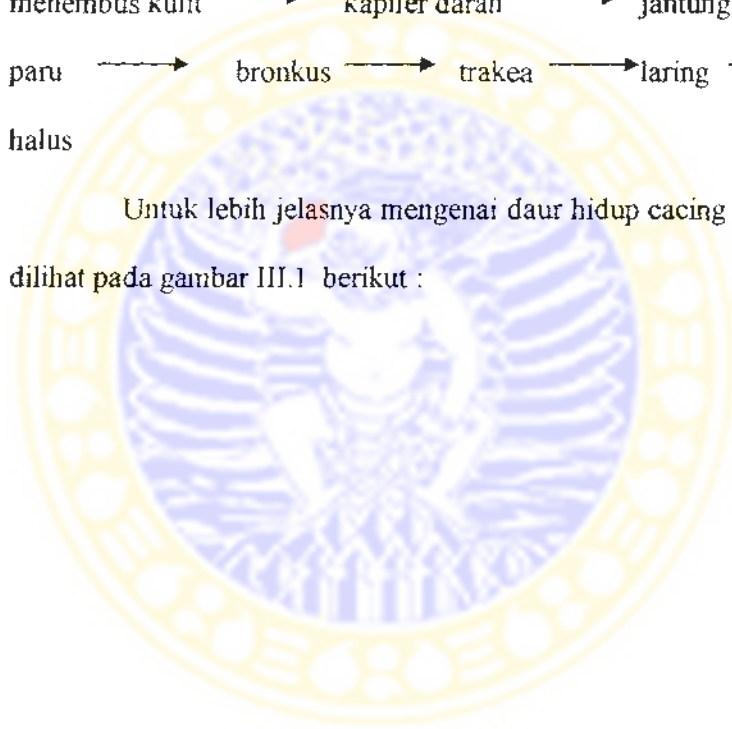 menembus kulit → kapiler darah → jantung
paru → bronkus → trakea → laring
halus
Untuk lebih jelasnya mengenai daur hidup cacing
dilihat pada gambar III.1 berikut :